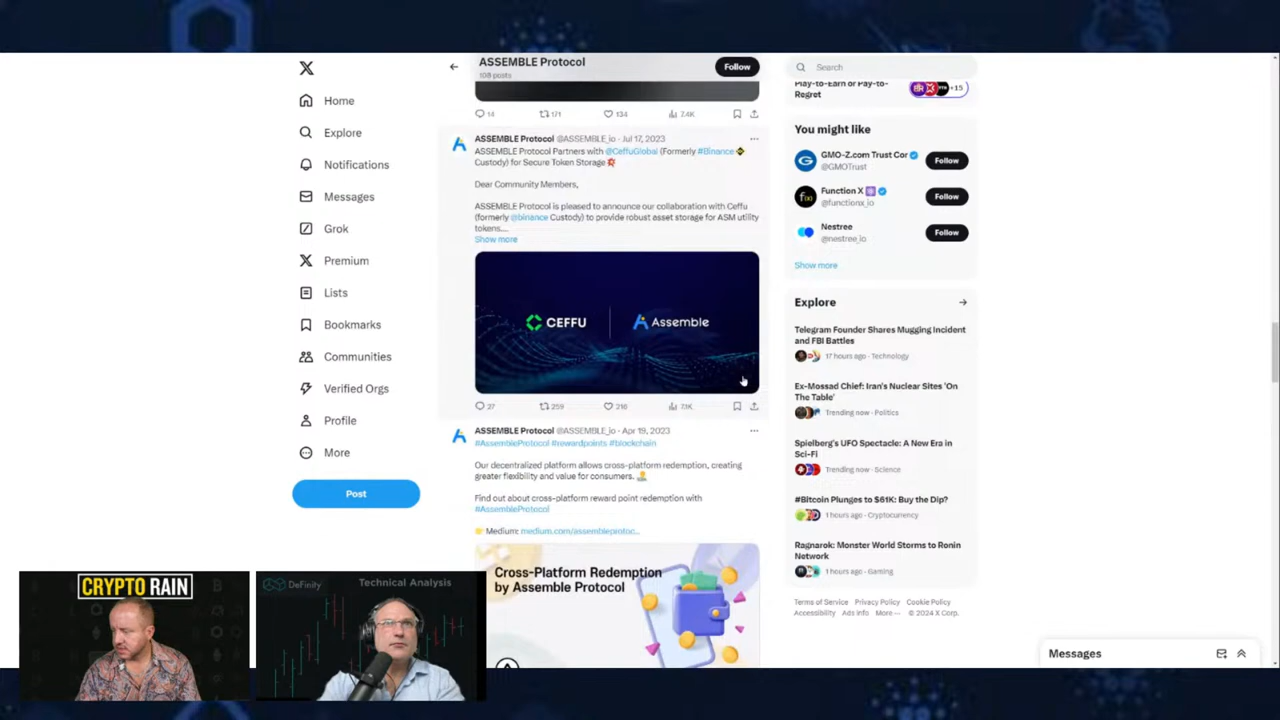 Home
Explore
Notifications
Messages
Grok
Premium
Lists
Bookmarks
Communities
Verified Orgs
Profile
More
Post
ASSEMBLE Protocol
108 posts
Follow
14
171
134
7.4K
ASSEMBLE Protocol @ASSEMBLE_io · Jul 17, 2023
ASSEMBLE Protocol Partners with @CeffuGlobal (Formerly #Binance
Custody) for Secure Token Storage
Dear Community Members,
ASSEMBLE Protocol is pleased to announce our collaboration with Ceffu
(formerly @binance Custody) to provide robust asset storage for ASM utility
tokens....
Show more
CEFFU
Assemble
27
259
216
7.1K
ASSEMBLE Protocol @ASSEMBLE_io · Apr 19, 2023
#AssembleProtocol #rewardpoints #blockchain
Our decentralized platform allows cross-platform redemption, creating
greater flexibility and value for consumers.
Find out about cross-platform reward point redemption with
#AssembleProtocol
Medium: medium.com/assembleprotoc...
Cross-Platform Redemption
by Assemble Protocol
Search
Play-to-Earn or Pay-to-
Regret
+15
You might like
GMO-Z.com Trust Cor
@GMOTrust
Follow
Function X
@functionx_io
Follow
Nestree
@nestree_io
Follow
Show more
Explore
Telegram Founder Shares Mugging Incident
and FBI Battles
17 hours ago · Technology
Ex-Mossad Chief: Iran's Nuclear Sites 'On
The Table'
Trending now · Politics
Spielberg's UFO Spectacle: A New Era in
Sci-Fi
Trending now · Science
#Bitcoin Plunges to $61K: Buy the Dip?
1 hours ago · Cryptocurrency
Ragnarok: Monster World Storms to Ronin
Network
1 hours ago · Gaming
Terms of Service Privacy Policy Cookie Policy
Accessibility Ads info More ··· © 2024 X Corp.
Messages
CRYPTO RAIN
DeFinity
Technical Analysis